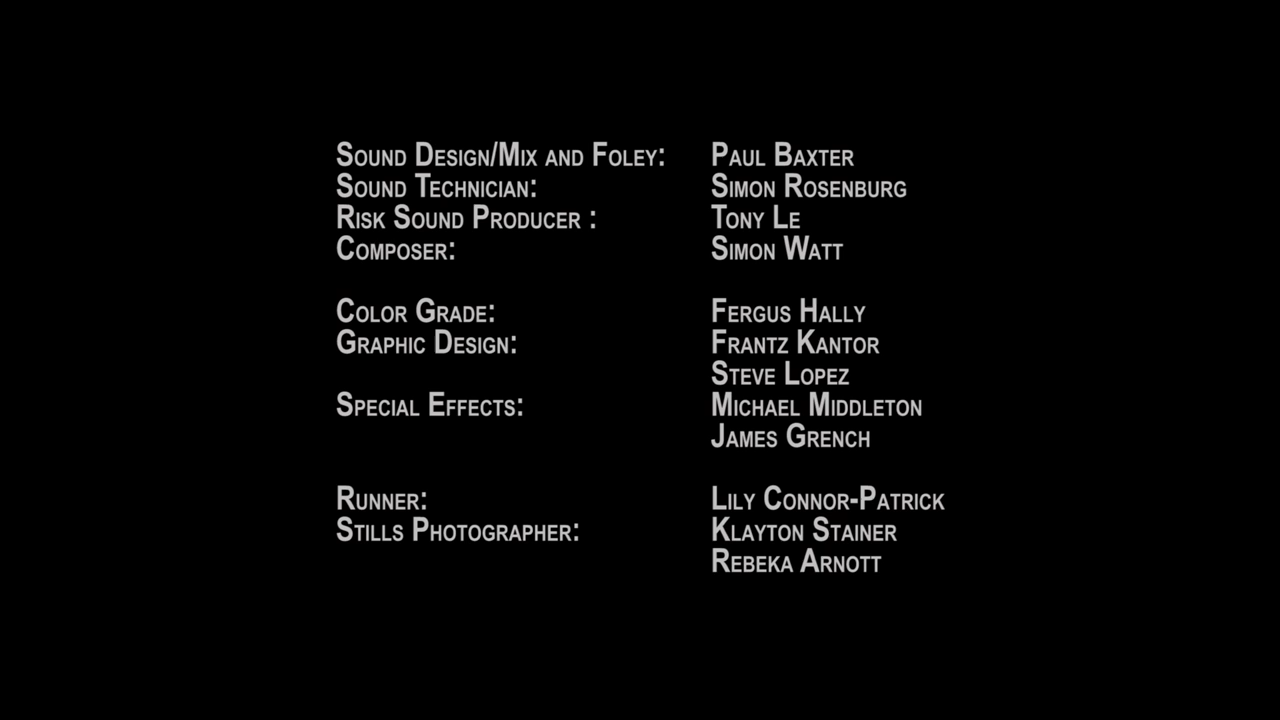 Sound Design/Mix and Foley: Paul Baxter
Sound Technician: Simon Rosenburg
Risk Sound Producer : Tony Le
Composer: Simon Watt
Color Grade: Fergus Hally
Graphic Design: Frantz Kantor
Steve Lopez
Special Effects: Michael Middleton
James Grench
Runner: Lily Connor-Patrick
Stills Photographer: Klayton Stainer
Rebeka Arnott